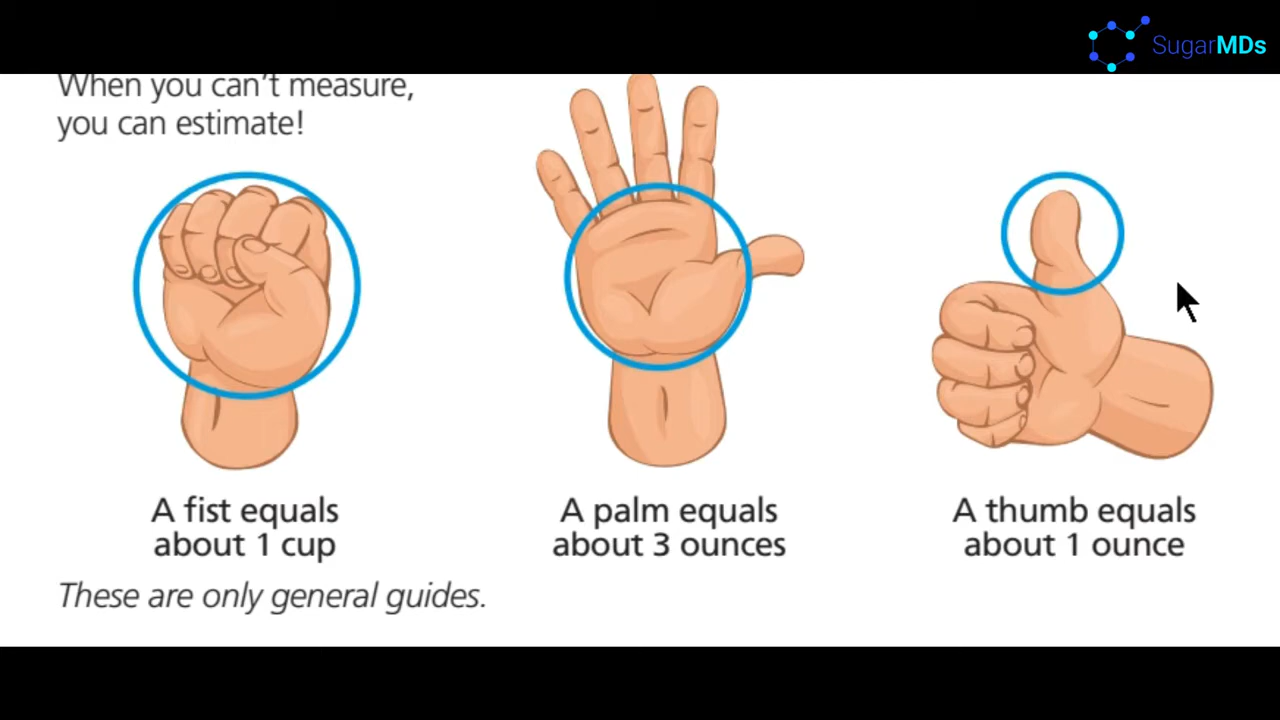 SugarMDs
When you can't measure,
you can estimate!
A fist equals
about 1 cup
A palm equals
about 3 ounces
A thumb equals
about 1 ounce
These are only general guides.